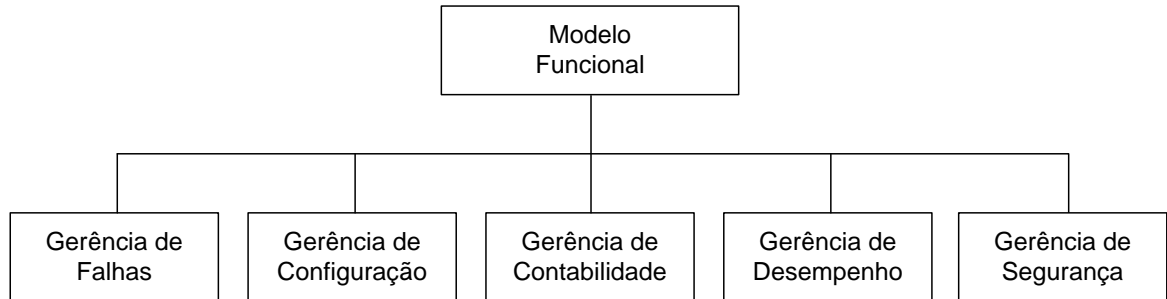 Modelo
Funcional
Gerência de
Falhas
Gerência de
Configuração
Gerência de
Contabilidade
Gerência de
Desempenho
Gerência de
Segurança